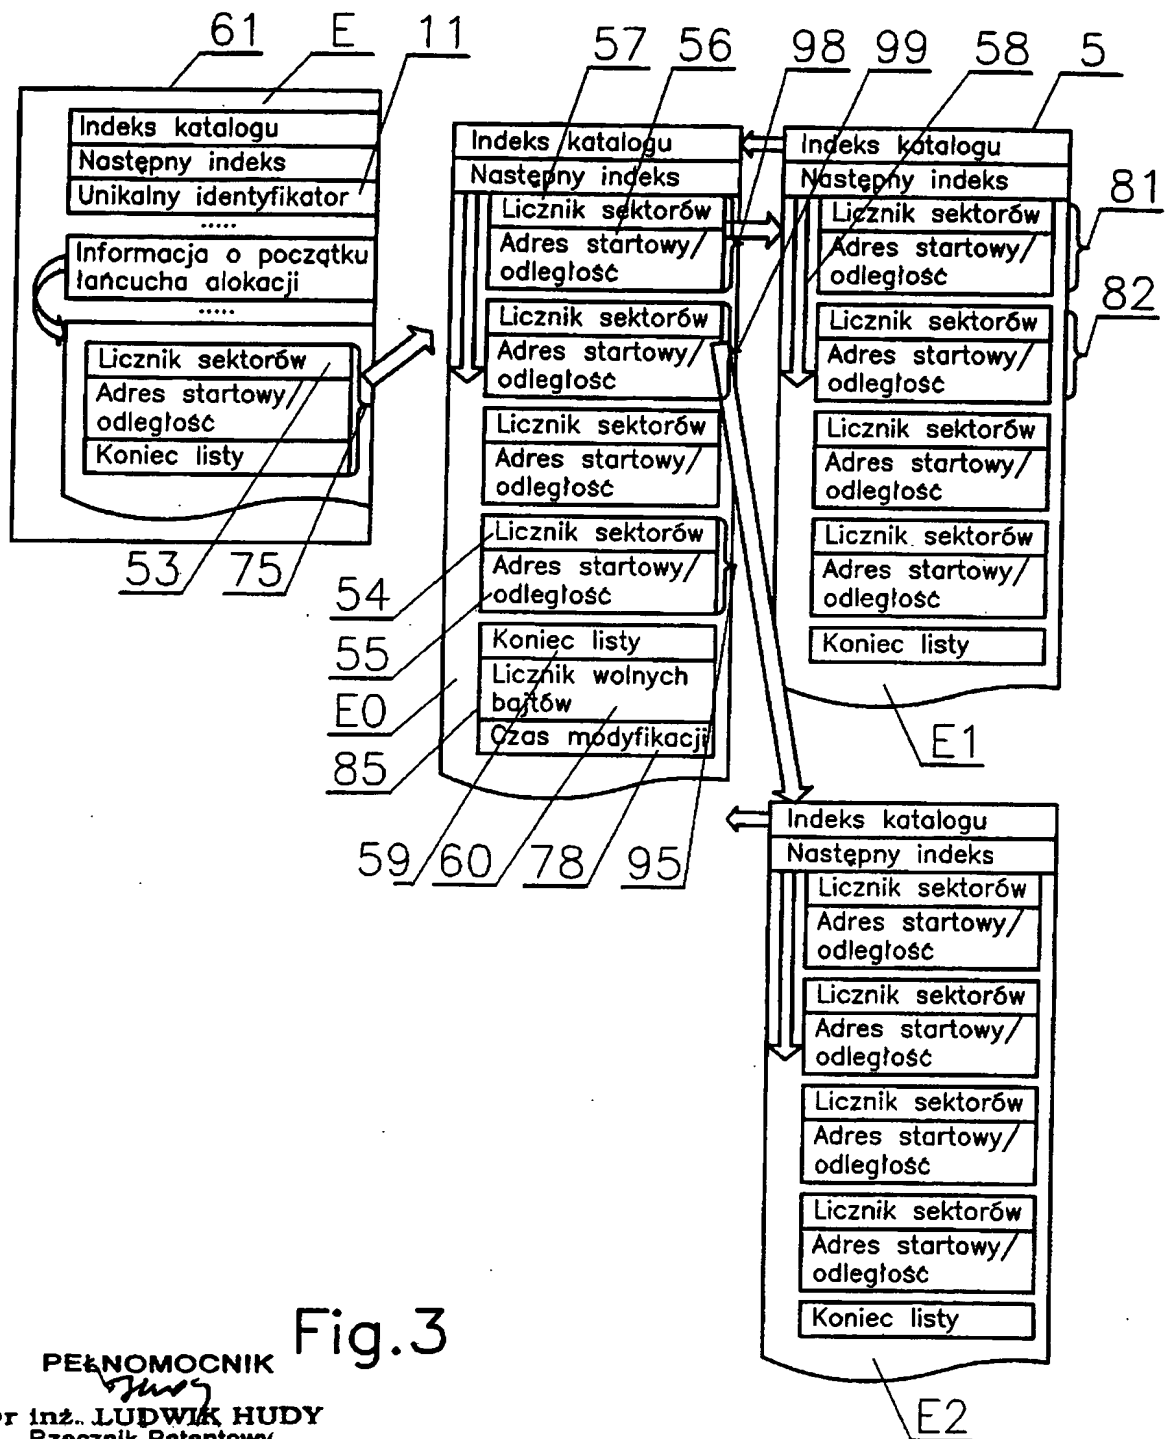 61 E 11 57 56 98 99 58 5
Indeks katalogu
Następny indeks
Unikalny identyfikator
.....
Informacja o początku
łańcucha alokacji
.....
Licznik sektorów
Adres startowy/
odległość
Koniec listy
53 75
Indeks katalogu
Następny indeks
Licznik sektorów
Adres startowy/
odległość
Licznik sektorów
Adres startowy/
odległość
Licznik sektorów
Adres startowy/
odległość
Licznik sektorów
Adres startowy/
odległość
Koniec listy
Licznik wolnych
bajtów
Czas modyfikacji
54
55
E0
85
59 60 78 95
Indeks katalogu
Następny indeks
Licznik sektorów
Adres startowy/
odległość
Licznik sektorów
Adres startowy/
odległość
Licznik sektorów
Adres startowy/
odległość
Licznik sektorów
Adres startowy/
odległość
Koniec listy
81
82
E1
Indeks katalogu
Następny indeks
Licznik sektorów
Adres startowy/
odległość
Licznik sektorów
Adres startowy/
odległość
Licznik sektorów
Adres startowy/
odległość
Licznik sektorów
Adres startowy/
odległość
Koniec listy
E2
Fig.3
PEŁNOMOCNIK
inż. LUDWIK HUDY
Rzecznik Patentowy